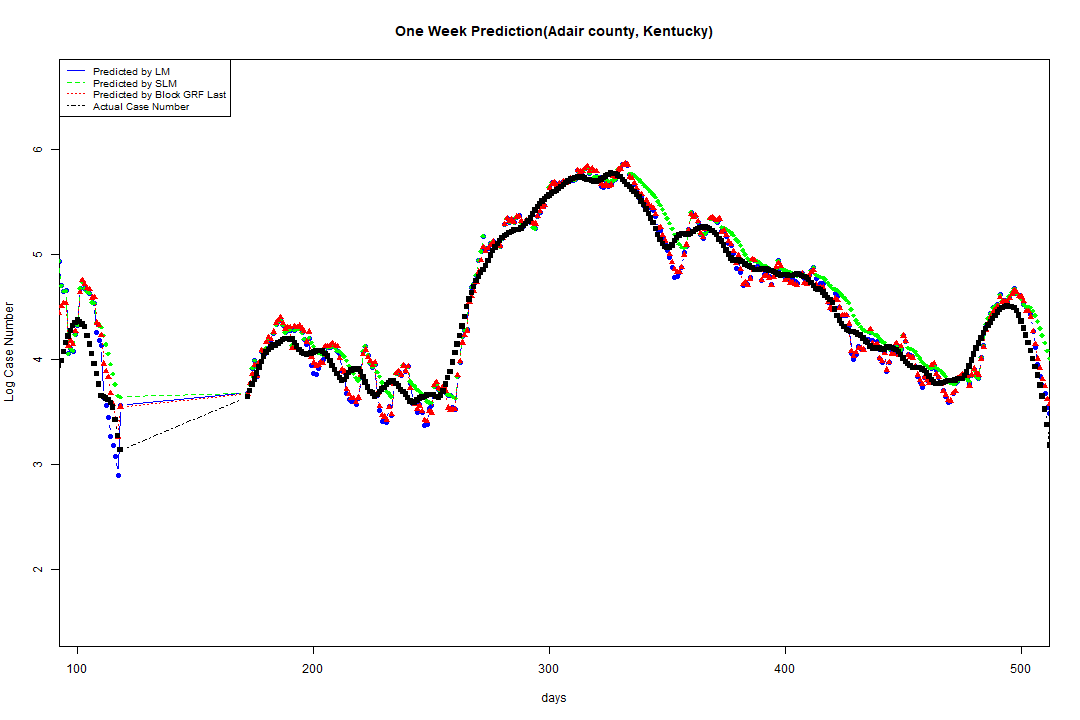 One Week Prediction(Adair county, Kentucky)
Predicted by LM
Predicted by SLM
Predicted by Block GRF Last
Actual Case Number
6
5
4
3
2
Log Case Number
100 200 300 400 500
days